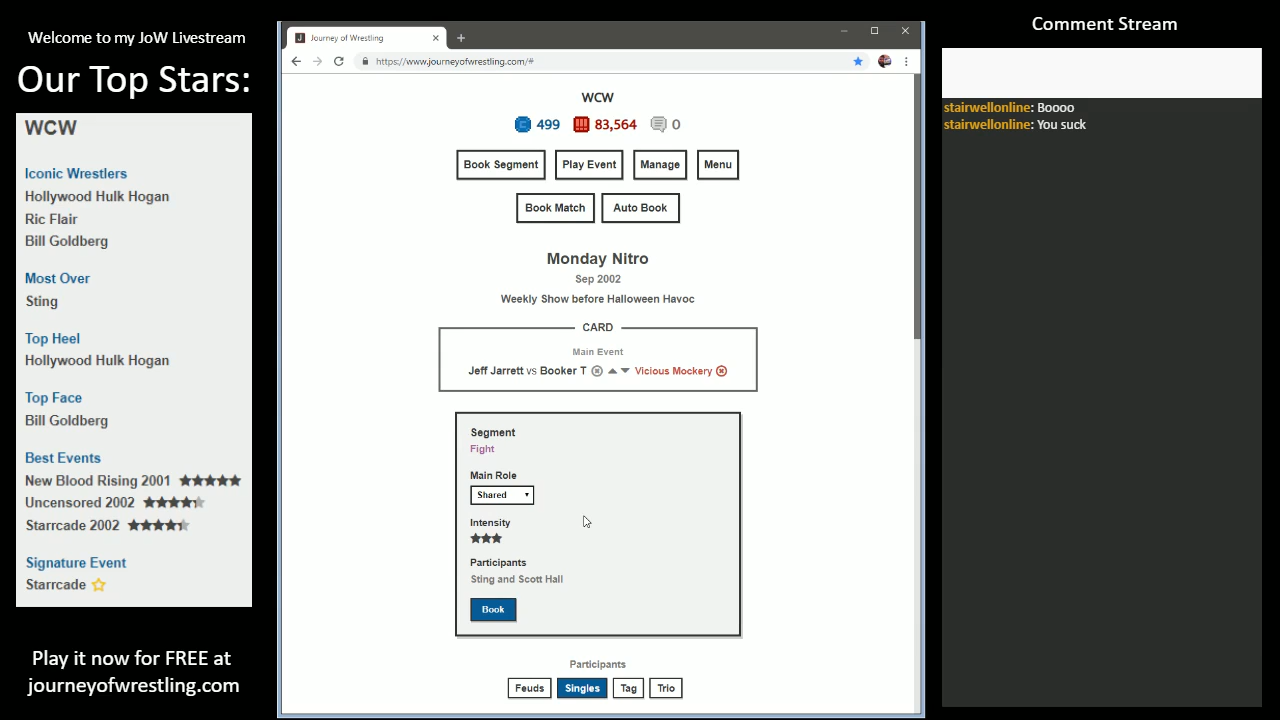 Welcome to my JoW Livestream
Our Top Stars:
WCW
Iconic Wrestlers
Hollywood Hulk Hogan
Ric Flair
Bill Goldberg
Most Over
Sting
Top Heel
Hollywood Hulk Hogan
Top Face
Bill Goldberg
Best Events
New Blood Rising 2001 ★★★★★
Uncensored 2002
Starrcade 2002
Signature Event
Starrcade ☆
Play it now for FREE at
journeyofwrestling.com
Journey of Wrestling
https://www.journeyofwrestling.com/#
WCW
499 83,564 0
Book Segment Play Event Manage Menu
Book Match Auto Book
Monday Nitro
Sep 2002
Weekly Show before Halloween Havoc
CARD
Main Event
Jeff Jarrett vs Booker T Vicious Mockery
Segment
Fight
Main Role
Shared
Intensity
★★★
Participants
Sting and Scott Hall
Book
Participants
Feuds Singles Tag Trio
Comment Stream
stairwellonline: Boooo
stairwellonline: You suck